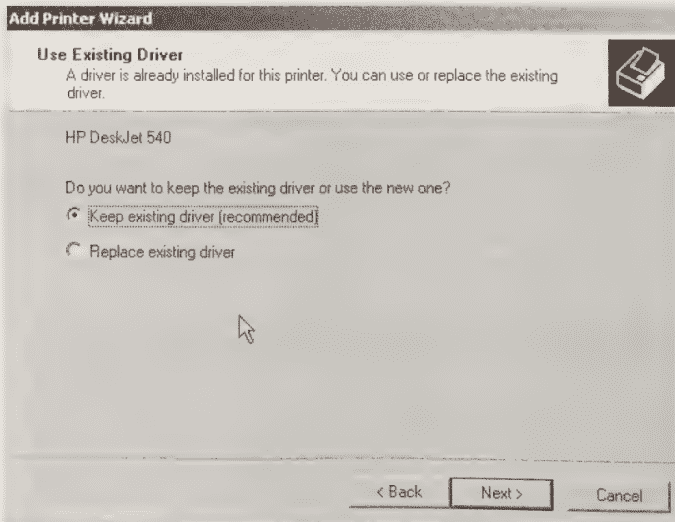 Add Printer Wizard
Use Existing Driver
A driver is already installed for this printer. You can use or replace the existing
driver.
HP DeskJet 540
Do you want to keep the existing driver or use the new one?
Keep existing driver (recommended)
Replace existing driver
< Back
Next >
Cancel